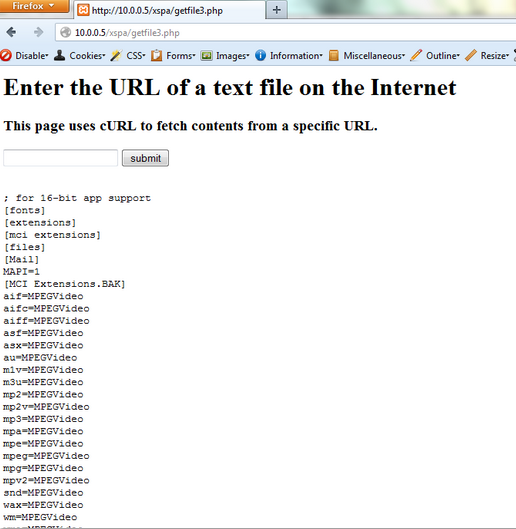 Firefox
http://10.0.0.5/xspa/getfile3.php
10.0.0.5/xspa/getfile3.php
Disable Cookies CSS Forms Images Information Miscellaneous Outline Resize
Enter the URL of a text file on the Internet
This page uses cURL to fetch contents from a specific URL.
submit
; for 16-bit app support
[fonts]
[extensions]
[mci extensions]
[files]
[Mail]
MAPI=1
[MCI Extensions.BAK]
aif=MPEGVideo
aifc=MPEGVideo
aiff=MPEGVideo
asf=MPEGVideo
asx=MPEGVideo
au=MPEGVideo
m1v=MPEGVideo
m3u=MPEGVideo
mp2=MPEGVideo
mp2v=MPEGVideo
mp3=MPEGVideo
mpa=MPEGVideo
mpe=MPEGVideo
mpeg=MPEGVideo
mpg=MPEGVideo
mpv2=MPEGVideo
snd=MPEGVideo
wax=MPEGVideo
wm=MPEGVideo